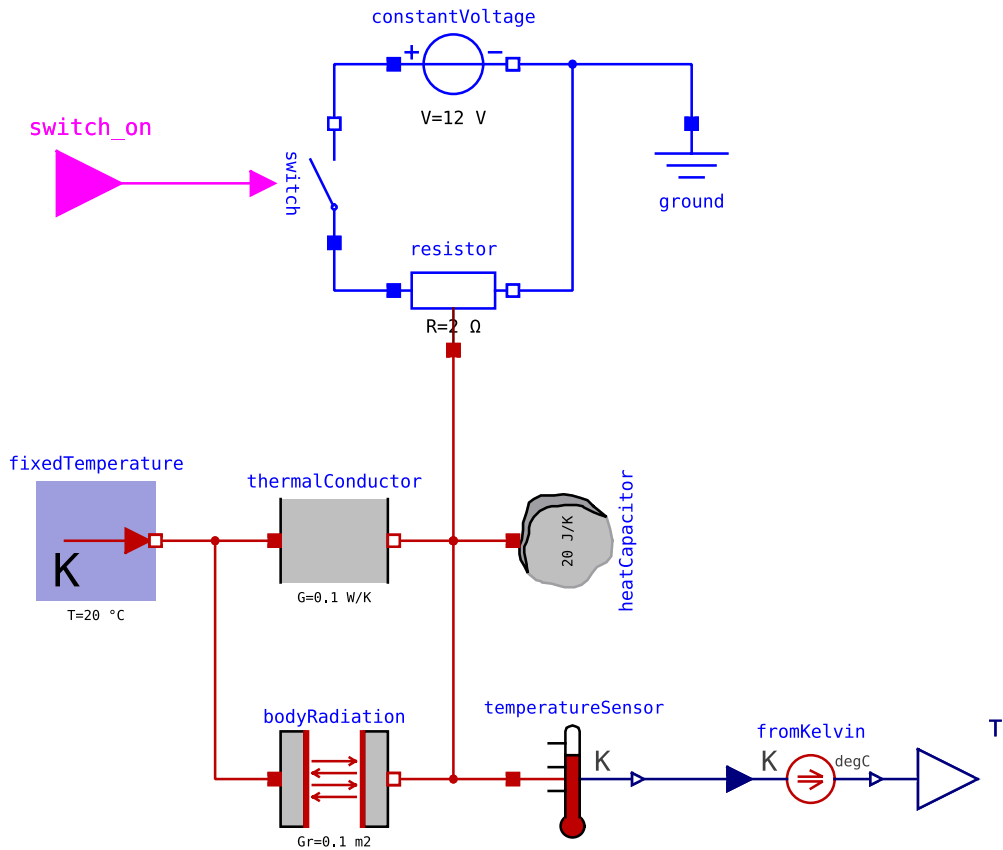 constantVoltage
+ −
V=12 V
switch_on
switch
ground
resistor
R=2 Ω
fixedTemperature
K
T=20 °C
thermalConductor
G=0.1 W/K
20 J/K
heatCapacitor
bodyRadiation
Gr=0.1 m2
temperatureSensor
K
fromKelvin
K
degC
T